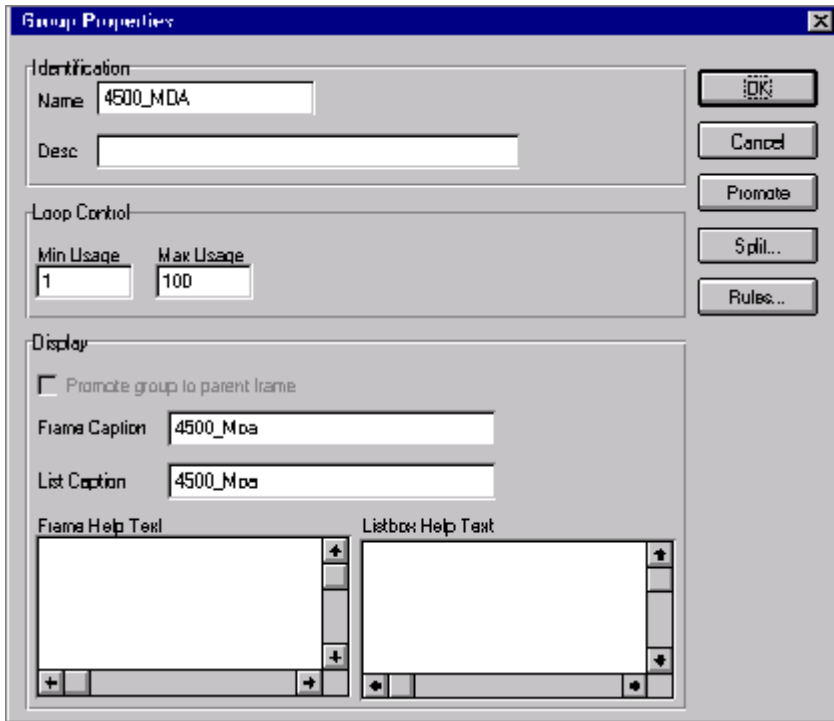 Group Properties
Identification
Name 4500_MDA
Desc
Loop Control
Min Usage Max Usage
1 100
Display
Promote group to parent frame
Frame Caption 4500_Mda
List Caption 4500_Mda
Frame Help Text Listbox Help Text
OK
Cancel
Promote
Split...
Rules...